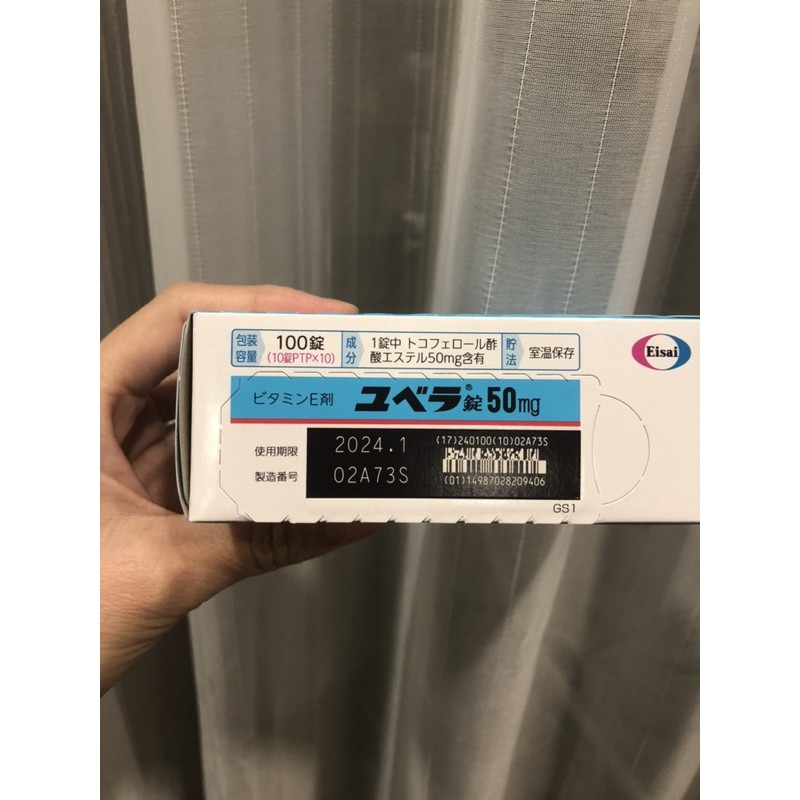 包装容量 100錠 (10錠PTP×10)
成分 1錠中 トコフェロール酢酸エステル50mg含有
貯法 室温保存
Eisai
ビタミンE剤 ユベラ®錠50mg
使用期限 2024.1
製造番号 02A73S
(17)240100(10)02A73S
(01)14987028209406
GS1